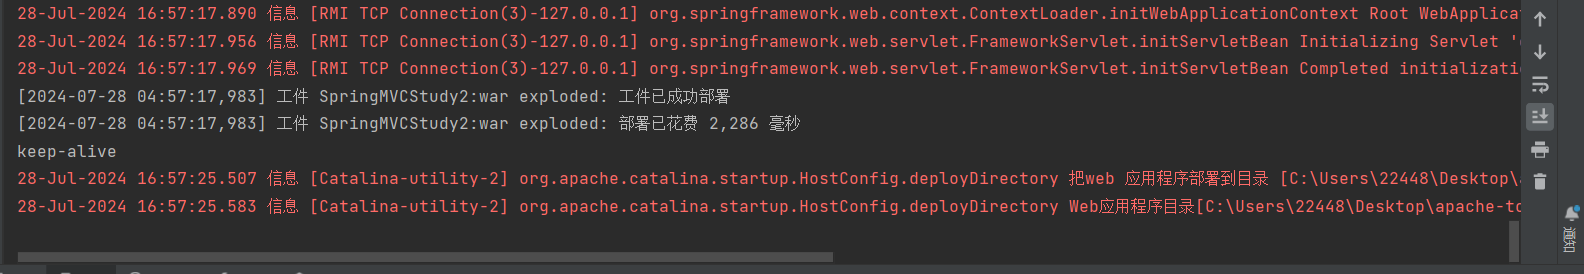 28-Jul-2024 16:57:17.890 信息 [RMI TCP Connection(3)-127.0.0.1] org.springframework.web.context.ContextLoader.initWebApplicationContext Root WebApplicat
28-Jul-2024 16:57:17.956 信息 [RMI TCP Connection(3)-127.0.0.1] org.springframework.web.servlet.FrameworkServlet.initServletBean Initializing Servlet '
28-Jul-2024 16:57:17.969 信息 [RMI TCP Connection(3)-127.0.0.1] org.springframework.web.servlet.FrameworkServlet.initServletBean Completed initializati
[2024-07-28 04:57:17,983] 工件 SpringMVCStudy2:war exploded: 工件已成功部署
[2024-07-28 04:57:17,983] 工件 SpringMVCStudy2:war exploded: 部署已花费 2,286 毫秒
keep-alive
28-Jul-2024 16:57:25.507 信息 [Catalina-utility-2] org.apache.catalina.startup.HostConfig.deployDirectory 把web 应用程序部署到目录 [C:\Users\22448\Desktop\
28-Jul-2024 16:57:25.583 信息 [Catalina-utility-2] org.apache.catalina.startup.HostConfig.deployDirectory Web应用程序目录[C:\Users\22448\Desktop\apache-to
通知